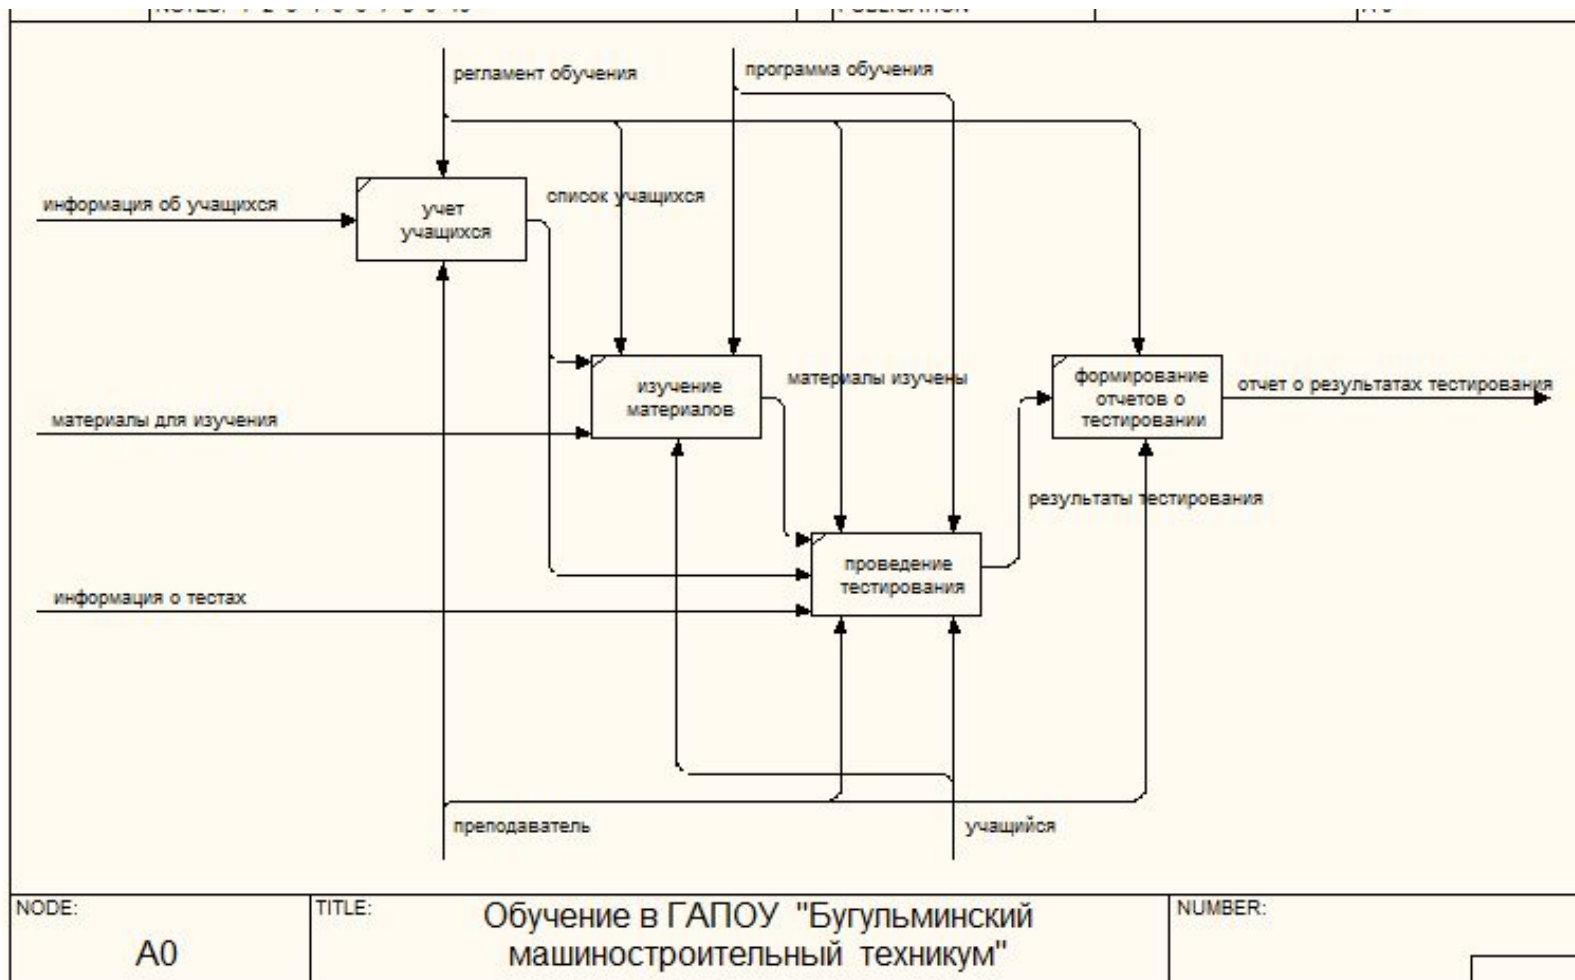 регламент обучения
программа обучения
информация об учащихся
учет
учащихся
список учащихся
материалы для изучения
изучение
материалов
материалы изучены
формирование
отчетов о
тестировании
отчет о результатах тестирования
результаты тестирования
информация о тестах
проведение
тестирования
преподаватель
учащийся
NODE:
A0
TITLE:
Обучение в ГАПОУ "Бугульминский
машиностроительный техникум"
NUMBER: